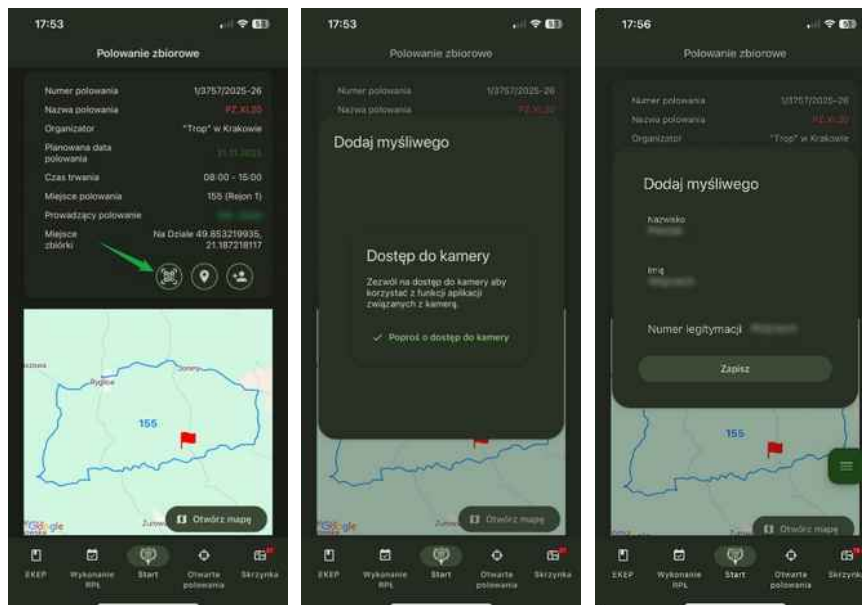 17:53
Polowanie zbiorowe
Numer polowania 1/3757/2025-26
Nazwa polowania PZ.XI.20
Organizator "Trop" w Krakowie
Planowana data
polowania
Czas trwania 08:00 - 15:00
Miejsce polowania 155 (Rejon 1)
Prowadzący polowanie
Miejsce Na Dziale 49.853219935,
zbiórki 21.187218117
Ryglice
Joniny
155
Google
Otwórz mapę
EKEP
Wykonanie
RPŁ
Start
Otwarte
polowania
Skrzynka
17:53
Polowanie zbiorowe
Numer polowania 1/3757/2025-26
Nazwa polowania PZ.XI.20
Dodaj myśliwego
Dostęp do kamery
Zezwól na dostęp do kamery aby
korzystać z funkcji aplikacji
związanych z kamerą.
Poproś o dostęp do kamery
Google
Otwórz mapę
EKEP
Wykonanie
RPŁ
Start
Otwarte
polowania
Skrzynka
17:56
Polowanie zbiorowe
Numer polowania 1/3757/2025-26
Nazwa polowania PZ.XI.20
Organizator "Trop" w Krakowie
Dodaj myśliwego
Nazwisko
Imię
Numer legitymacji
Zapisz
155
Otwórz mapę
EKEP
Wykonanie
RPŁ
Start
Otwarte
polowania